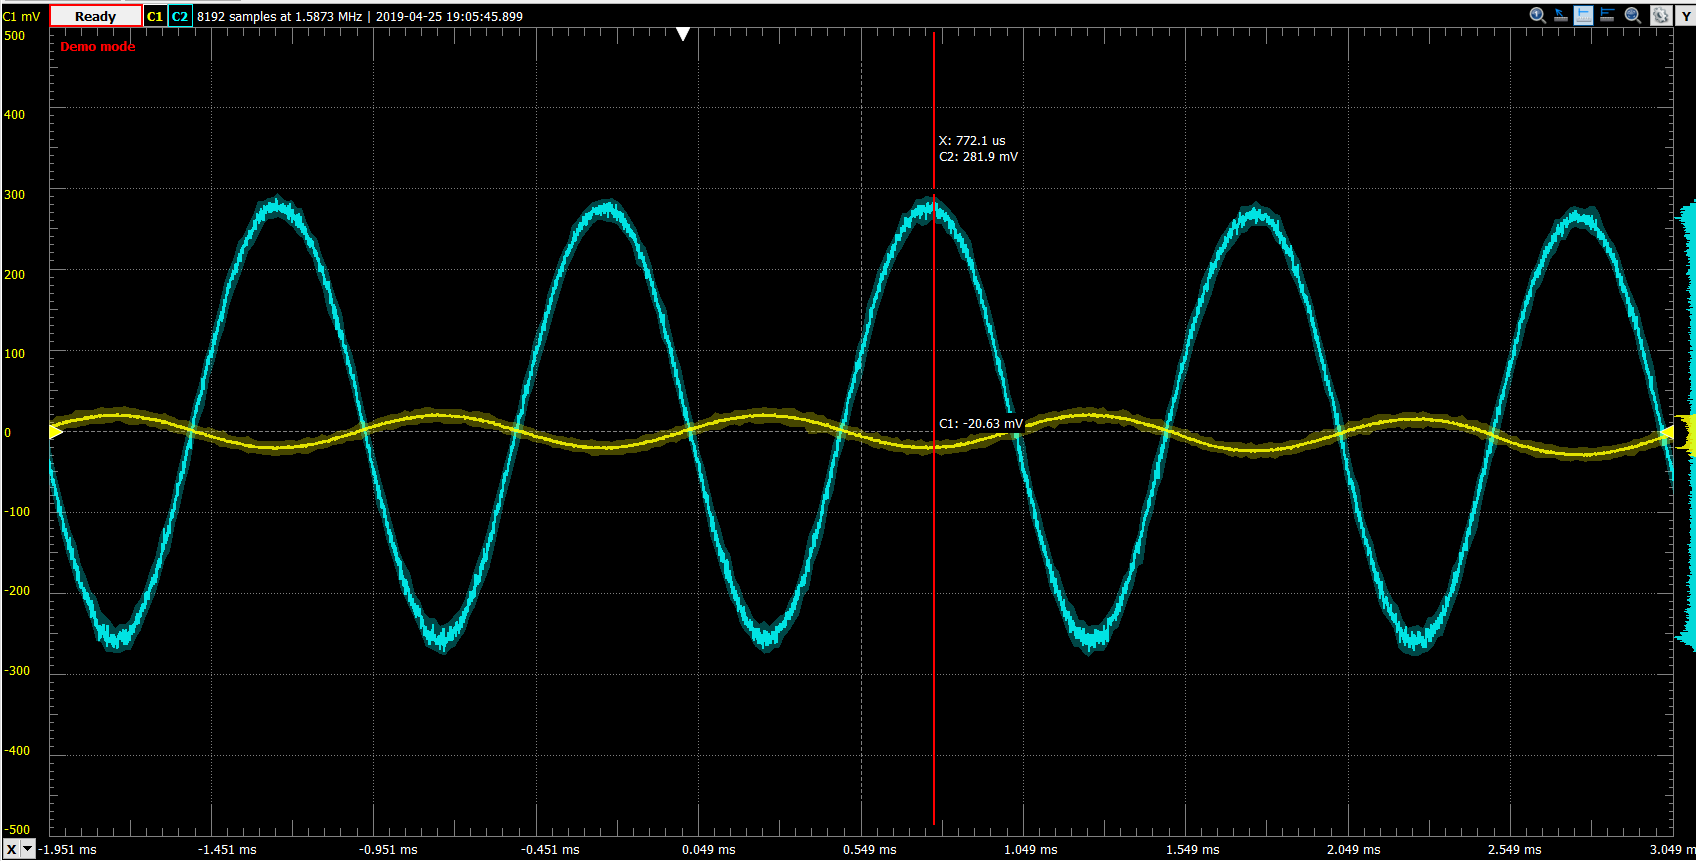 C1 mV Ready C1 C2 8192 samples at 1.5873 MHz | 2019-04-25 19:05:45.899 Y
500
Demo mode
400
X: 772.1 us
C2: 281.9 mV
300
200
100
C1: -20.63 mV
0
-100
-200
-300
-400
-500
X -1.951 ms -1.451 ms -0.951 ms -0.451 ms 0.049 ms 0.549 ms 1.049 ms 1.549 ms 2.049 ms 2.549 ms 3.049 m